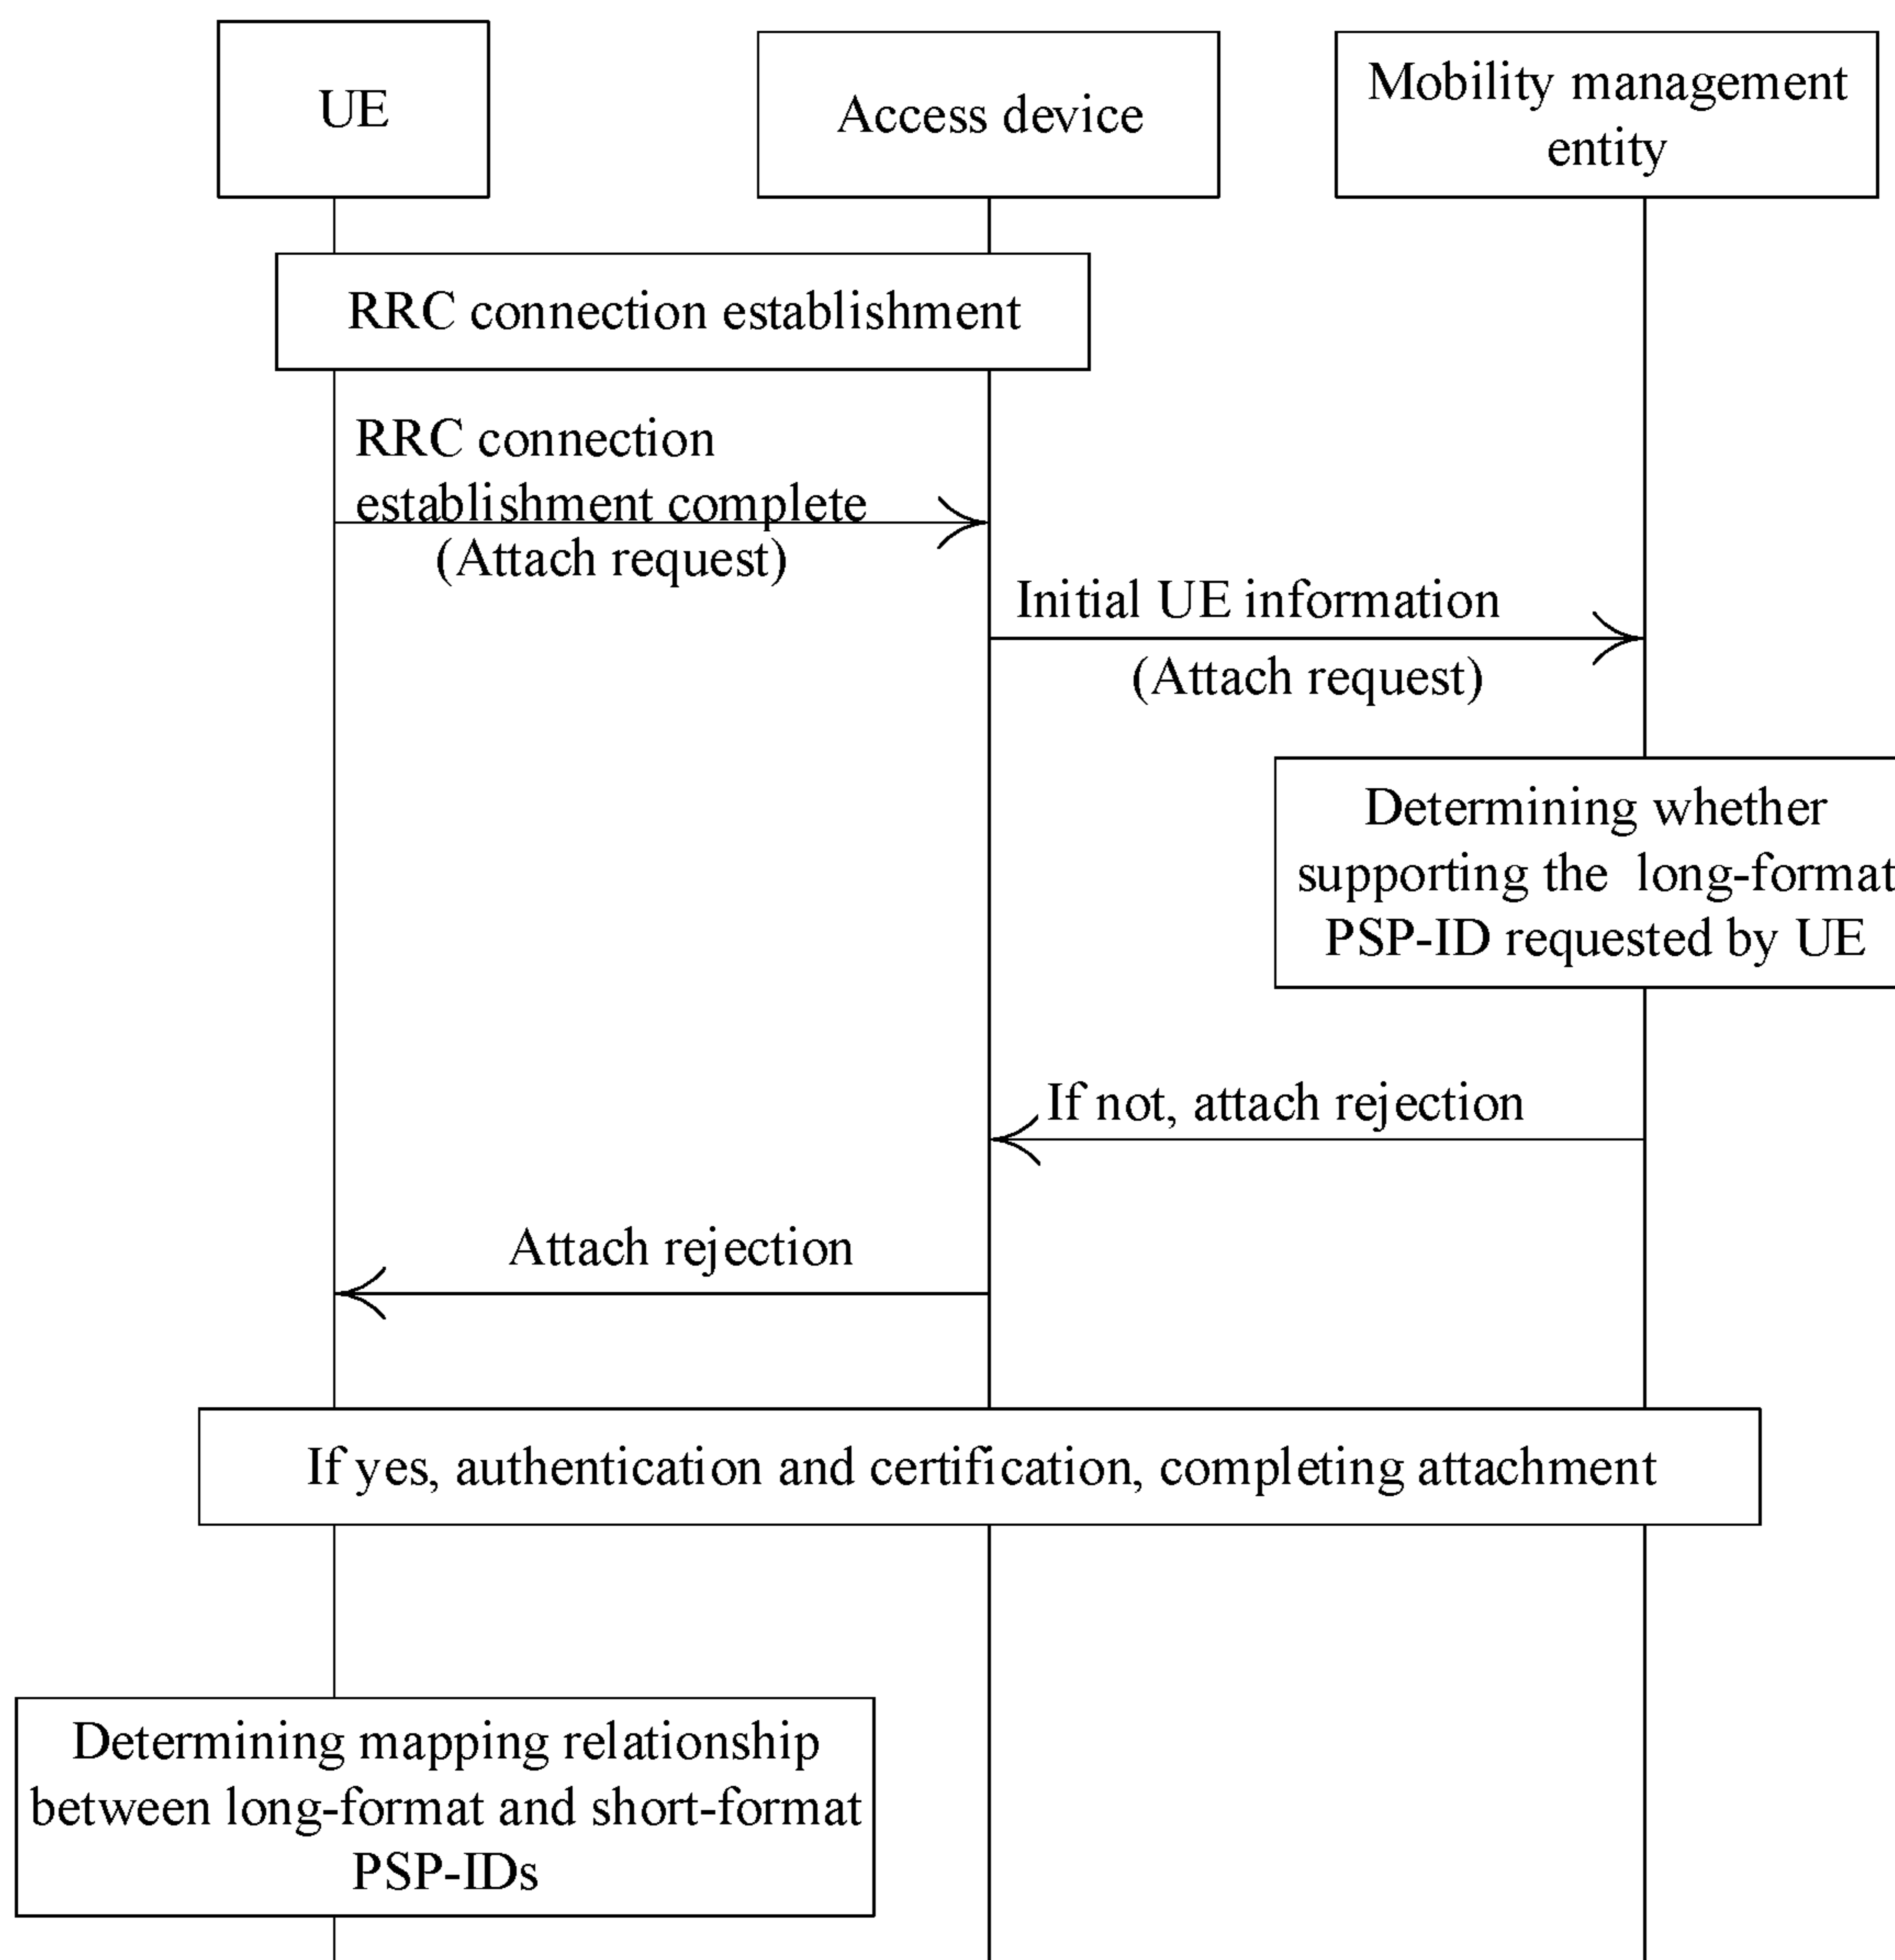 UE
Access device
Mobility management
entity
RRC connection establishment
RRC connection
establishment complete
(Attach request)
Initial UE information
(Attach request)
Determining whether
supporting the long-format
PSP-ID requested by UE
If not, attach rejection
Attach rejection
If yes, authentication and certification, completing attachment
Determining mapping relationship
between long-format and short-format
PSP-IDs